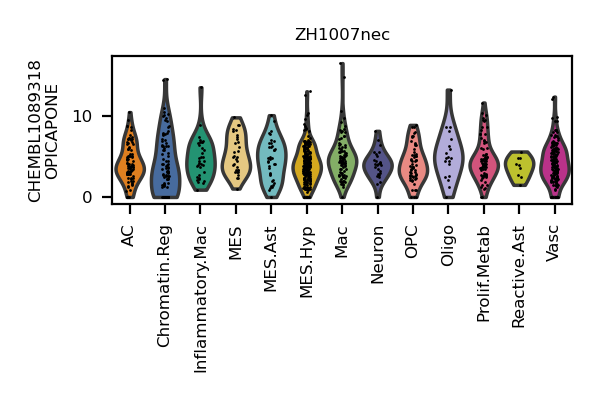 ZH1007nec
CHEMBL1089318
OPICAPONE
10
0
AC
Chromatin.Reg
Inflammatory.Mac
MES
MES.Ast
MES.Hyp
Mac
Neuron
OPC
Oligo
Prolif.Metab
Reactive.Ast
Vasc